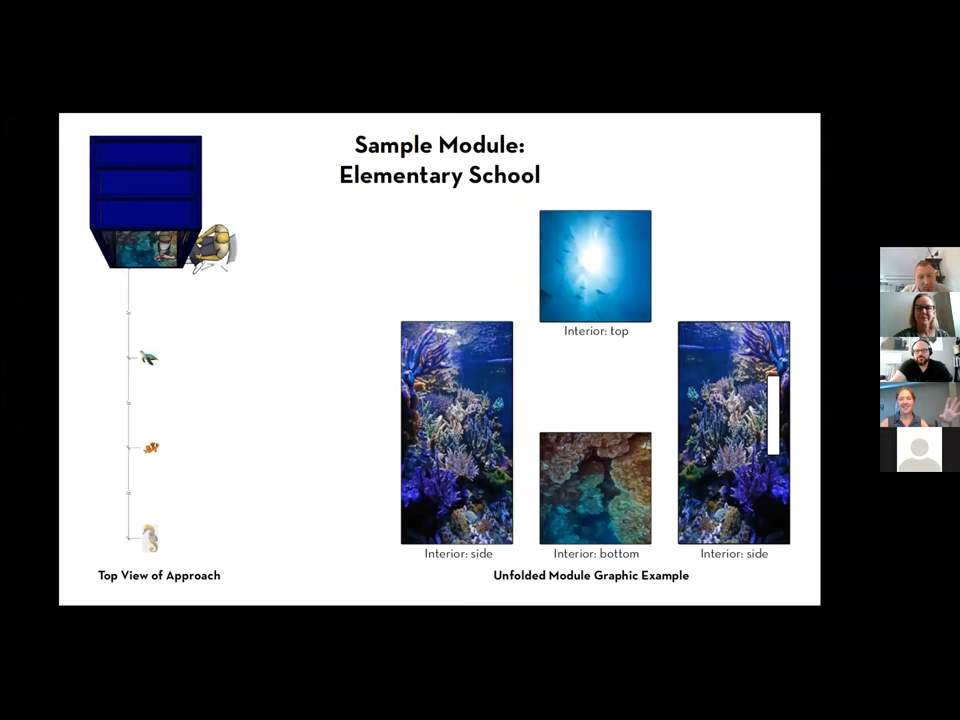 Sample Module:
Elementary School
Interior: top
Interior: side
Interior: bottom
Interior: side
Top View of Approach
Unfolded Module Graphic Example